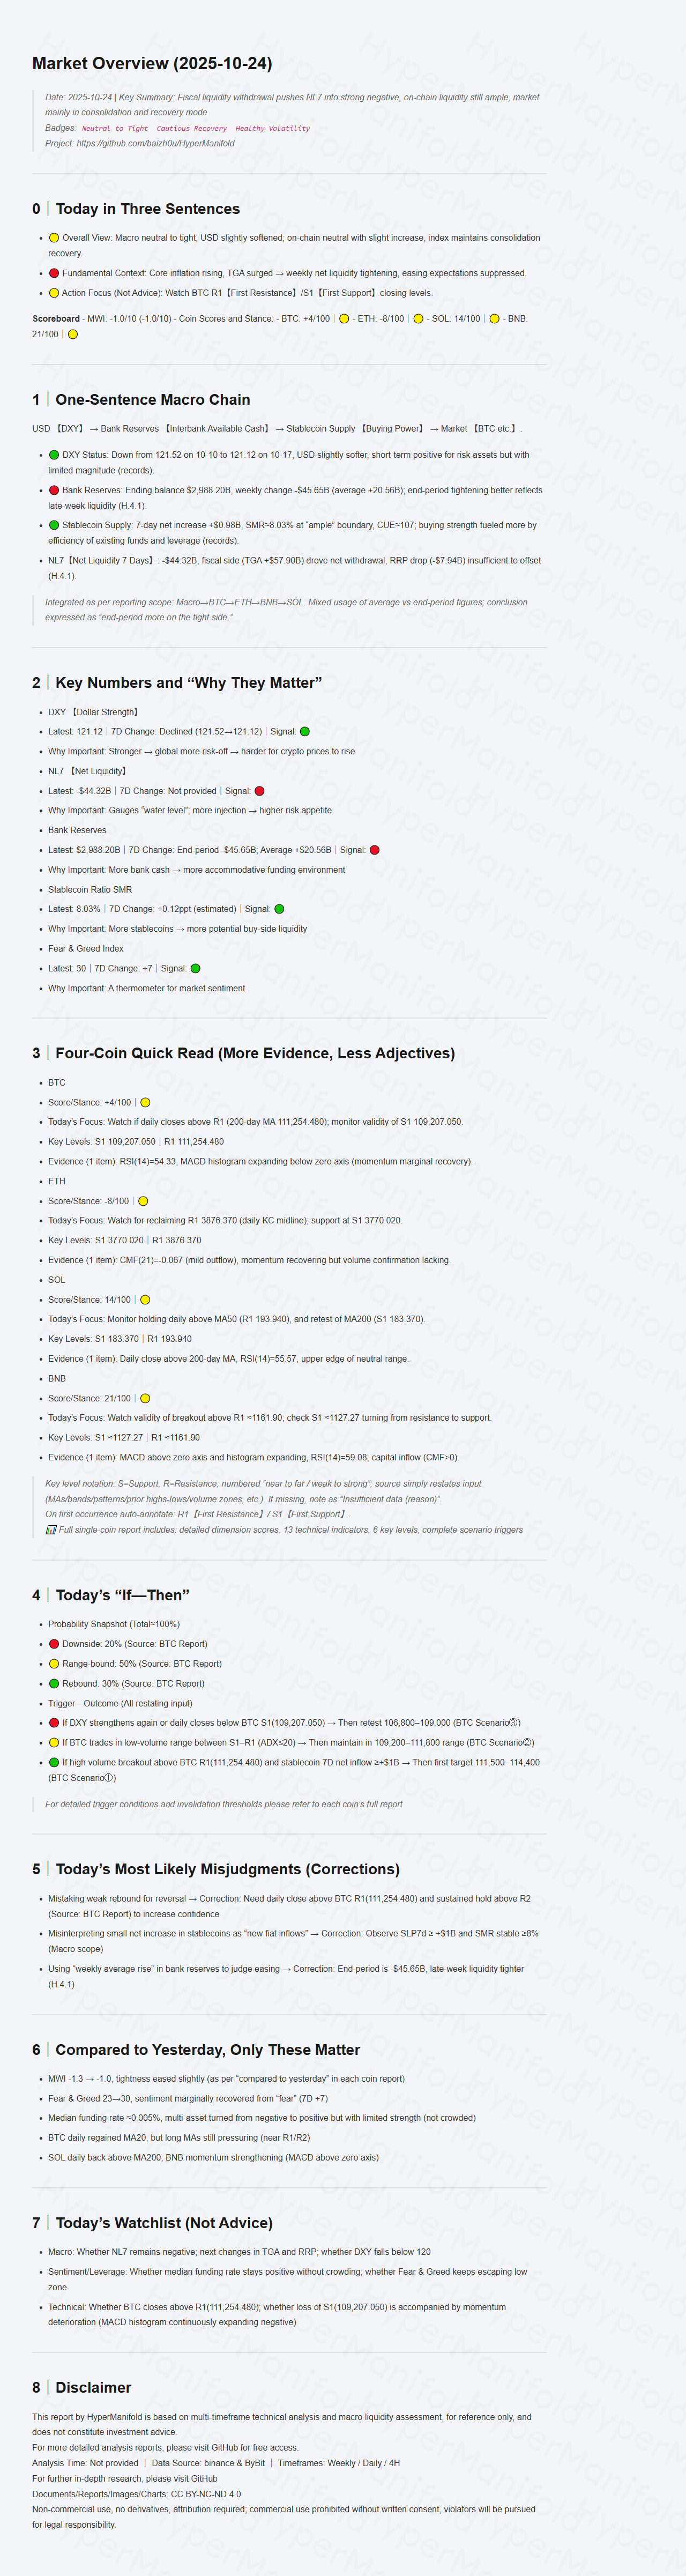 Market Overview (2025-10-24)
Date: 2025-10-24 | Key Summary: Fiscal liquidity withdrawal pushes NL7 into strong negative, on-chain liquidity still ample, market
mainly in consolidation and recovery mode
Badges: Neutral to Tight Cautious Recovery Healthy Volatility
Project: https://github.com/baizh0u/HyperManifold
0｜Today in Three Sentences
• 🟡 Overall View: Macro neutral to tight, USD slightly softened; on-chain neutral with slight increase, index maintains consolidation
recovery.
• 🔴 Fundamental Context: Core inflation rising, TGA surged → weekly net liquidity tightening, easing expectations suppressed.
• 🟡 Action Focus (Not Advice): Watch BTC R1【First Resistance】/S1【First Support】closing levels.
Scoreboard - MWI: -1.0/10 (-1.0/10) - Coin Scores and Stance: - BTC: +4/100｜🟡 - ETH: -8/100｜🟡 - SOL: 14/100｜🟡 - BNB:
21/100｜🟡
1｜One-Sentence Macro Chain
USD 【DXY】 → Bank Reserves 【Interbank Available Cash】 → Stablecoin Supply 【Buying Power】 → Market 【BTC etc.】.
• 🟢 DXY Status: Down from 121.52 on 10-10 to 121.12 on 10-17, USD slightly softer, short-term positive for risk assets but with
limited magnitude (records).
• 🔴 Bank Reserves: Ending balance $2,988.20B, weekly change -$45.65B (average +20.56B); end-period tightening better reflects
late-week liquidity (H.4.1).
• 🟢 Stablecoin Supply: 7-day net increase +$0.98B, SMR≈8.03% at “ample” boundary, CUE≈107; buying strength fueled more by
efficiency of existing funds and leverage (records).
• NL7【Net Liquidity 7 Days】: -$44.32B, fiscal side (TGA +$57.90B) drove net withdrawal, RRP drop (-$7.94B) insufficient to offset
(H.4.1).
Integrated as per reporting scope: Macro→BTC→ETH→BNB→SOL. Mixed usage of average vs end-period figures; conclusion
expressed as “end-period more on the tight side.”
2｜Key Numbers and “Why They Matter”
• DXY 【Dollar Strength】
• Latest: 121.12｜7D Change: Declined (121.52→121.12)｜Signal: 🟢
• Why Important: Stronger → global more risk-off → harder for crypto prices to rise
• NL7 【Net Liquidity】
• Latest: -$44.32B｜7D Change: Not provided｜Signal: 🔴
• Why Important: Gauges “water level”; more injection → higher risk appetite
• Bank Reserves
• Latest: $2,988.20B｜7D Change: End-period -$45.65B; Average +$20.56B｜Signal: 🔴
• Why Important: More bank cash → more accommodative funding environment
• Stablecoin Ratio SMR
• Latest: 8.03%｜7D Change: +0.12ppt (estimated)｜Signal: 🟢
• Why Important: More stablecoins → more potential buy-side liquidity
• Fear & Greed Index
• Latest: 30｜7D Change: +7｜Signal: 🟢
• Why Important: A thermometer for market sentiment
3｜Four-Coin Quick Read (More Evidence, Less Adjectives)
• BTC
• Score/Stance: +4/100｜🟡
• Today’s Focus: Watch if daily closes above R1 (200-day MA 111,254.480); monitor validity of S1 109,207.050.
• Key Levels: S1 109,207.050｜R1 111,254.480
• Evidence (1 item): RSI(14)=54.33, MACD histogram expanding below zero axis (momentum marginal recovery).
• ETH
• Score/Stance: -8/100｜🟡
• Today’s Focus: Watch for reclaiming R1 3876.370 (daily KC midline); support at S1 3770.020.
• Key Levels: S1 3770.020｜R1 3876.370
• Evidence (1 item): CMF(21)=-0.067 (mild outflow), momentum recovering but volume confirmation lacking.
• SOL
• Score/Stance: 14/100｜🟡
• Today’s Focus: Monitor holding daily above MA50 (R1 193.940), and retest of MA200 (S1 183.370).
• Key Levels: S1 183.370｜R1 193.940
• Evidence (1 item): Daily close above 200-day MA, RSI(14)=55.57, upper edge of neutral range.
• BNB
• Score/Stance: 21/100｜🟡
• Today’s Focus: Watch validity of breakout above R1 ≈1161.90; check S1 ≈1127.27 turning from resistance to support.
• Key Levels: S1 ≈1127.27｜R1 ≈1161.90
• Evidence (1 item): MACD above zero axis and histogram expanding, RSI(14)=59.08, capital inflow (CMF>0).
Key level notation: S=Support, R=Resistance; numbered “near to far / weak to strong”; source simply restates input
(MAs/bands/patterns/prior highs-lows/volume zones, etc.). If missing, note as “Insufficient data (reason)”.
On first occurrence auto-annotate: R1【First Resistance】/ S1【First Support】.
📊 Full single-coin report includes: detailed dimension scores, 13 technical indicators, 6 key levels, complete scenario triggers
4｜Today’s “If—Then”
• Probability Snapshot (Total≈100%)
• 🔴 Downside: 20% (Source: BTC Report)
• 🟡 Range-bound: 50% (Source: BTC Report)
• 🟢 Rebound: 30% (Source: BTC Report)
• Trigger—Outcome (All restating input)
• 🔴 If DXY strengthens again or daily closes below BTC S1(109,207.050) → Then retest 106,800–109,000 (BTC Scenario③)
• 🟡 If BTC trades in low-volume range between S1–R1 (ADX≤20) → Then maintain in 109,200–111,800 range (BTC Scenario②)
• 🟢 If high volume breakout above BTC R1(111,254.480) and stablecoin 7D net inflow ≥+$1B → Then first target 111,500–114,400
(BTC Scenario①)
For detailed trigger conditions and invalidation thresholds please refer to each coin’s full report
5｜Today’s Most Likely Misjudgments (Corrections)
• Mistaking weak rebound for reversal → Correction: Need daily close above BTC R1(111,254.480) and sustained hold above R2
(Source: BTC Report) to increase confidence
• Misinterpreting small net increase in stablecoins as “new fiat inflows” → Correction: Observe SLP7d ≥ +$1B and SMR stable ≥8%
(Macro scope)
• Using “weekly average rise” in bank reserves to judge easing → Correction: End-period is -$45.65B, late-week liquidity tighter
(H.4.1)
6｜Compared to Yesterday, Only These Matter
• MWI -1.3 → -1.0, tightness eased slightly (as per “compared to yesterday” in each coin report)
• Fear & Greed 23→30, sentiment marginally recovered from “fear” (7D +7)
• Median funding rate ≈0.005%, multi-asset turned from negative to positive but with limited strength (not crowded)
• BTC daily regained MA20, but long MAs still pressuring (near R1/R2)
• SOL daily back above MA200, BNB momentum strengthening (MACD above zero axis)
7｜Today’s Watchlist (Not Advice)
• Macro: Whether NL7 remains negative; next changes in TGA and RRP; whether DXY falls below 120
• Sentiment/Leverage: Whether median funding rate stays positive without crowding; whether Fear & Greed keeps escaping low
zone
• Technical: Whether BTC closes above R1(111,254.480); whether loss of S1(109,207.050) is accompanied by momentum
deterioration (MACD histogram continuously expanding negative)
8｜Disclaimer
This report by HyperManifold is based on multi-timeframe technical analysis and macro liquidity assessment, for reference only, and
does not constitute investment advice.
For more detailed analysis reports, please visit GitHub for free access.
Analysis Time: Not provided ｜ Data Source: binance & ByBit ｜ Timeframes: Weekly / Daily / 4H
For further in-depth research, please visit GitHub
Documents/Reports/Images/Charts: CC BY-NC-ND 4.0
Non-commercial use, no derivatives, attribution required; commercial use prohibited without written consent, violators will be pursued
for legal responsibility.
HyperManifold